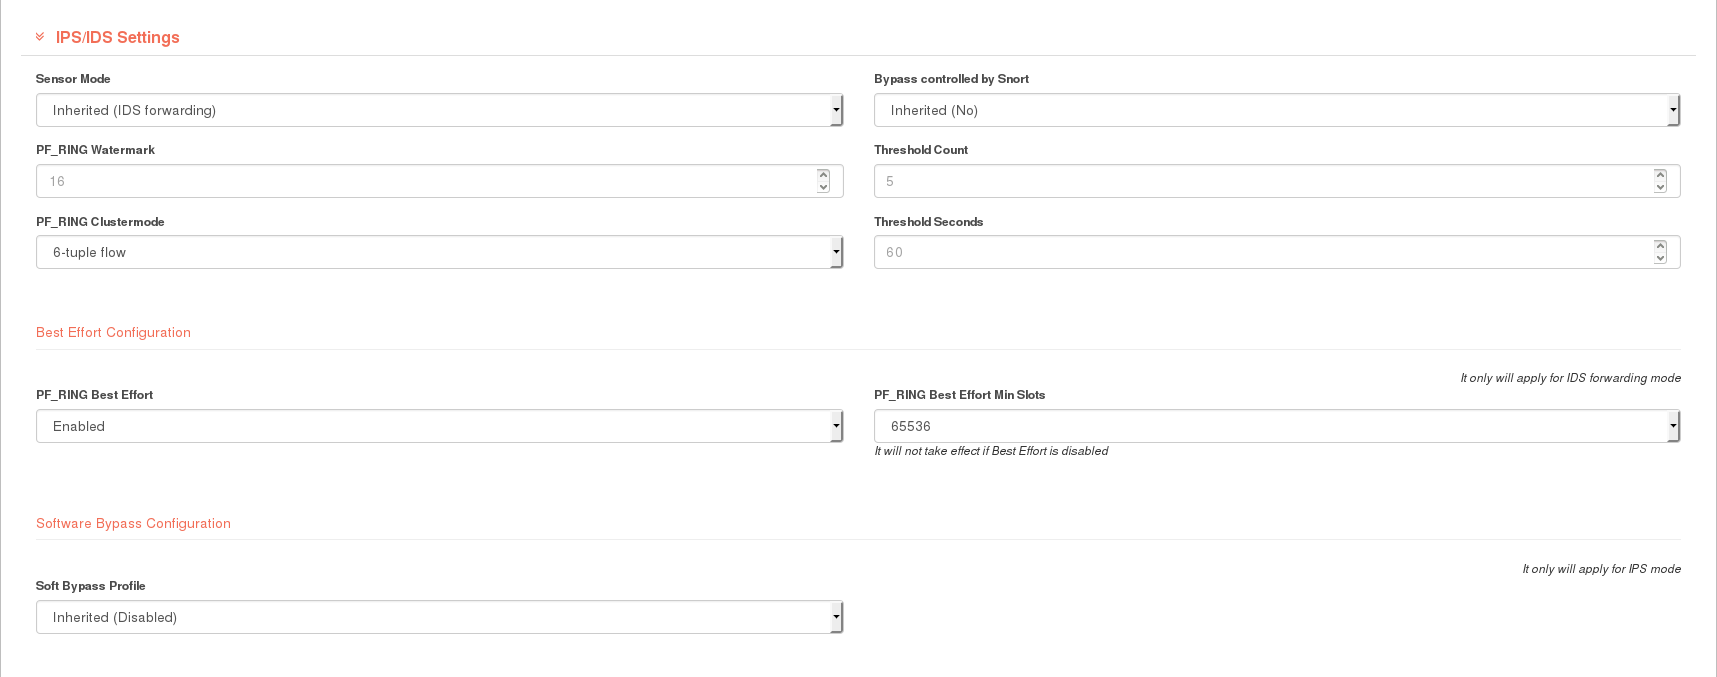 IPS/IDS Settings
Sensor Mode
Inherited (IDS forwarding)
Bypass controlled by Snort
Inherited (No)
PF_RING Watermark
16
Threshold Count
5
PF_RING Clustermode
6-tuple flow
Threshold Seconds
60
Best Effort Configuration
It only will apply for IDS forwarding mode
PF_RING Best Effort
Enabled
PF_RING Best Effort Min Slots
65536
It will not take effect if Best Effort is disabled
Software Bypass Configuration
It only will apply for IPS mode
Soft Bypass Profile
Inherited (Disabled)